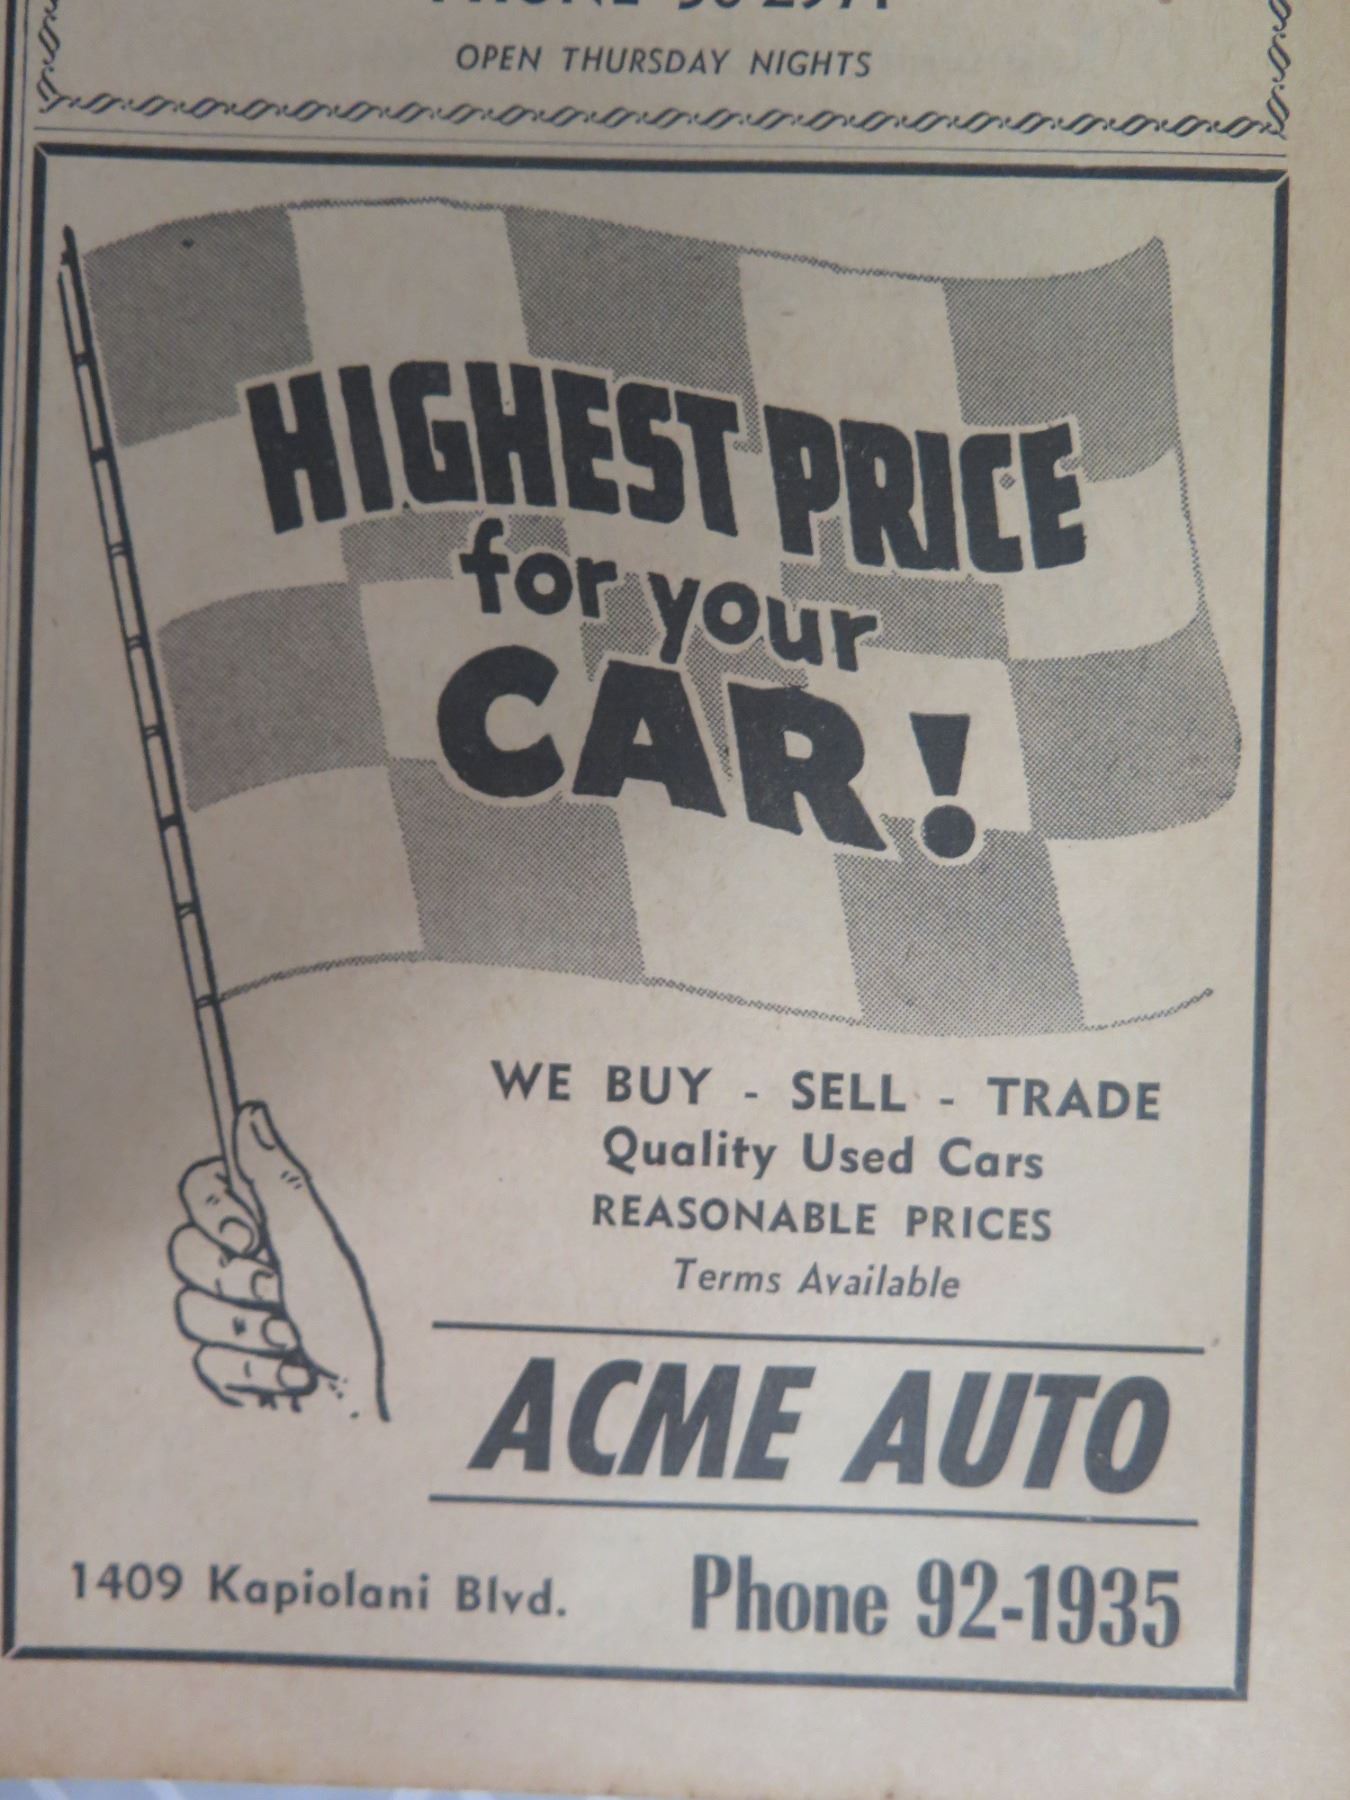 OPEN THURSDAY NIGHTS
HIGHEST PRICE
for your
CAR!
WE BUY - SELL - TRADE
Quality Used Cars
REASONABLE PRICES
Terms Available
ACME AUTO
1409 Kapiolani Blvd.
Phone 92-1935